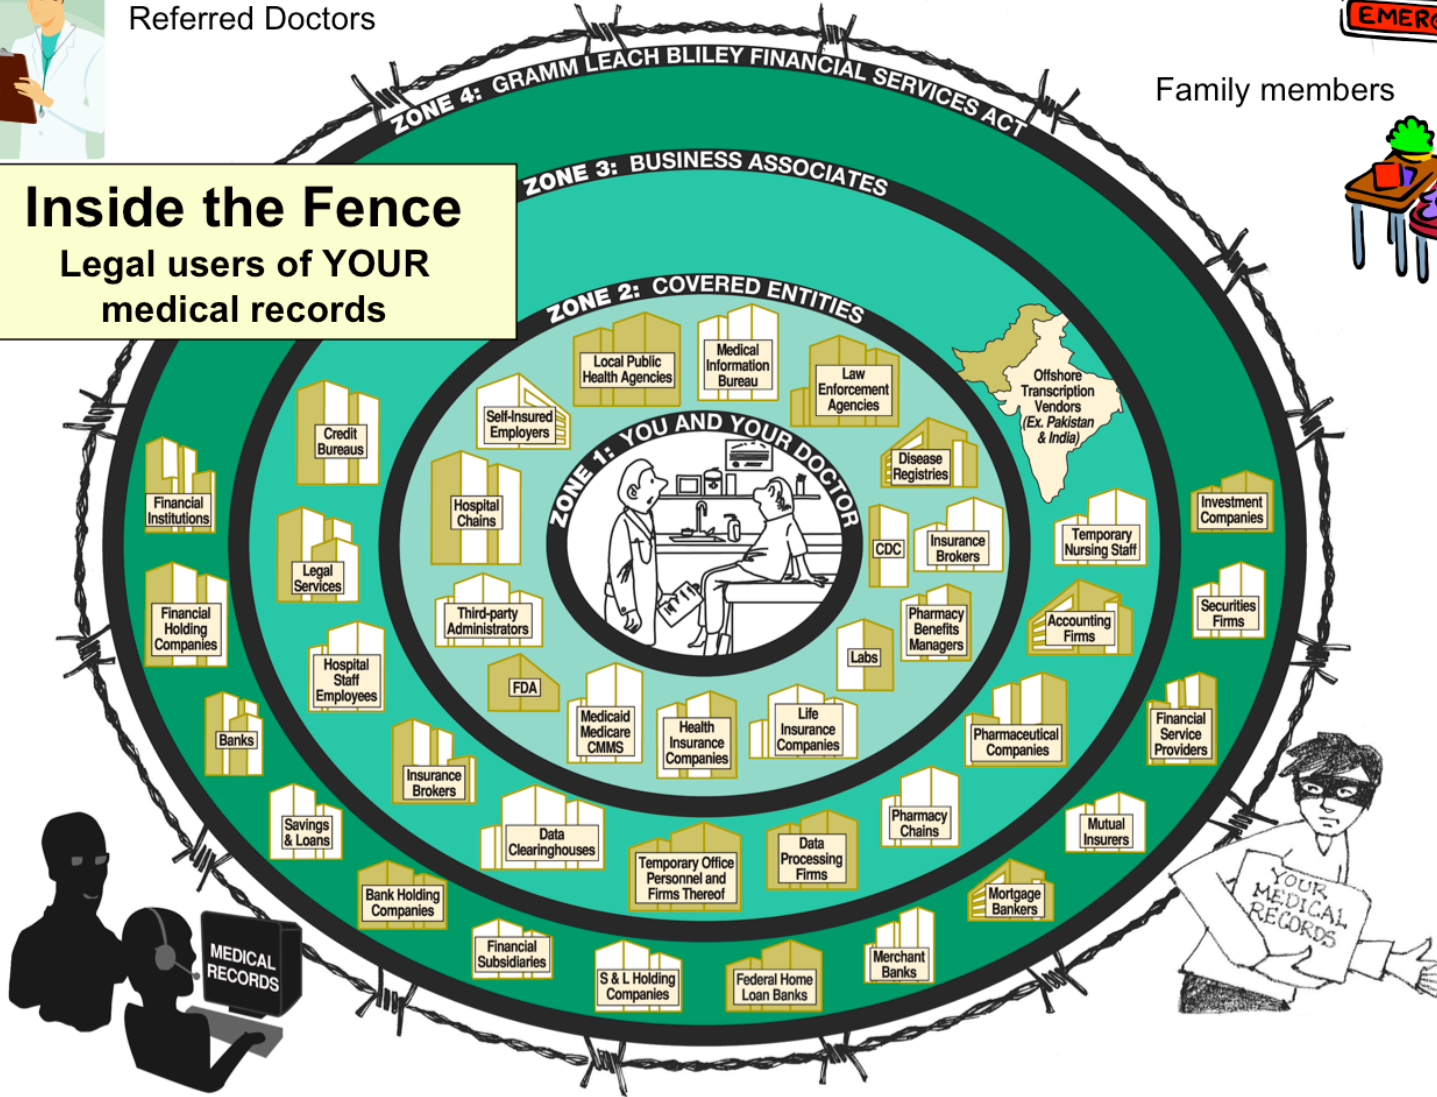 Referred Doctors
Family members
Inside the Fence
Legal users of YOUR
medical records
ZONE 4: GRAMM LEACH BLILEY FINANCIAL SERVICES ACT
ZONE 3: BUSINESS ASSOCIATES
ZONE 2: COVERED ENTITIES
ZONE 1: YOU AND YOUR DOCTOR
Local Public
Health Agencies
Medical
Information
Bureau
Law
Enforcement
Agencies
Self-Insured
Employers
Disease
Registries
Hospital
Chains
CDC
Insurance
Brokers
Third-party
Administrators
Pharmacy
Benefits
Managers
Labs
FDA
Medicaid
Medicare
CMMS
Health
Insurance
Companies
Life
Insurance
Companies
Offshore
Transcription
Vendors
(Ex. Pakistan
& India)
Credit
Bureaus
Legal
Services
Temporary
Nursing Staff
Accounting
Firms
Hospital
Staff
Employees
Pharmaceutical
Companies
Insurance
Brokers
Pharmacy
Chains
Data
Clearinghouses
Temporary Office
Personnel and
Firms Thereof
Data
Processing
Firms
Financial
Institutions
Investment
Companies
Financial
Holding
Companies
Securities
Firms
Banks
Financial
Service
Providers
Savings
& Loans
Mutual
Insurers
Bank Holding
Companies
Mortgage
Bankers
Financial
Subsidiaries
S & L Holding
Companies
Federal Home
Loan Banks
Merchant
Banks
MEDICAL
RECORDS
YOUR
MEDICAL
RECORDS